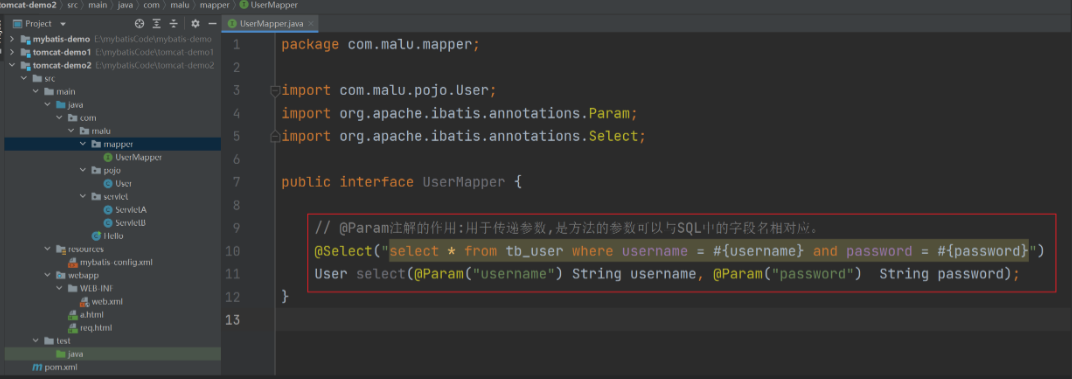 tomcat-demo2 › src › main › java › com › malu › mapper › UserMapper
Project
UserMapper.java
mybatis-demo E:\mybatisCode\mybatis-demo
tomcat-demo1 E:\mybatisCode\tomcat-demo1
tomcat-demo2 E:\mybatisCode\tomcat-demo2
src
main
java
com
malu
mapper
UserMapper
pojo
User
servlet
ServletA
ServletB
Hello
resources
mybatis-config.xml
webapp
WEB-INF
web.xml
a.html
req.html
test
java
pom.xml
1 package com.malu.mapper;
2
3 import com.malu.pojo.User;
4 import org.apache.ibatis.annotations.Param;
5 import org.apache.ibatis.annotations.Select;
6
7 public interface UserMapper {
8
9 // @Param注解的作用:用于传递参数,是方法的参数可以与SQL中的字段名相对应。
10 @Select("select * from tb_user where username = #{username} and password = #{password}")
11 User select(@Param("username") String username, @Param("password")  String password);
12 }
13